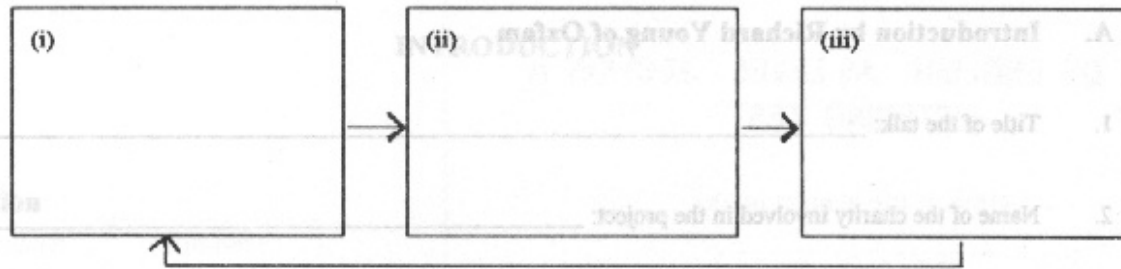 (i) (ii) (iii)
A. Introduction by Richard Young of Oxfam
INTRODUCTION
1. Title of the talk:
2. Name of the charity involved in the project: